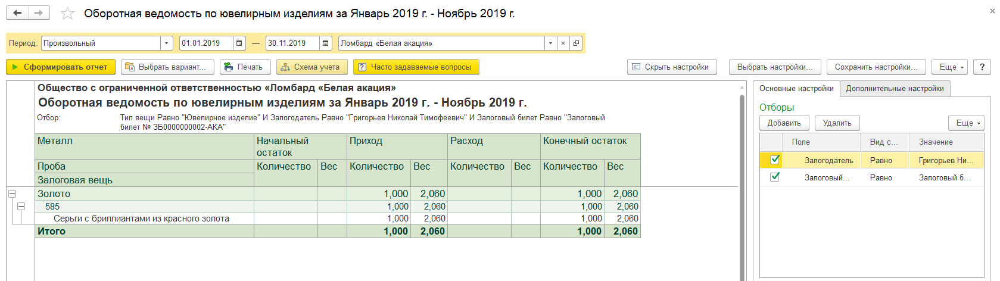 Оборотная ведомость по ювелирным изделиям за Январь 2019 г. - Ноябрь 2019 г.
Период: Произвольный 01.01.2019 — 30.11.2019 Ломбард «Белая акация»
Сформировать отчет Выбрать вариант... Печать Схема учета ? Часто задаваемые вопросы Скрыть настройки Выбрать настройки... Сохранить настройки... Еще ?
Общество с ограниченной ответственностью «Ломбард «Белая акация»
Оборотная ведомость по ювелирным изделиям за Январь 2019 г. - Ноябрь 2019 г.
Отбор: Тип вещи Равно "Ювелирное изделие" И Залогодатель Равно "Григорьев Николай Тимофеевич" И Залоговый билет Равно "Залоговый
билет № ЗБ0000000002-АКА"
Металл Начальный остаток Приход Расход Конечный остаток
Проба Количество Вес Количество Вес Количество Вес Количество Вес
Залоговая вещь
Золото 1,000 2,060 1,000 2,060
585 1,000 2,060 1,000 2,060
Серьги с бриллиантами из красного золота 1,000 2,060 1,000 2,060
Итого 1,000 2,060 1,000 2,060
Основные настройки Дополнительные настройки
Отборы
Добавить Удалить Еще
Поле Вид с... Значение
Залогодатель Равно Григорьев Ни...
Залоговый... Равно Залоговый б...